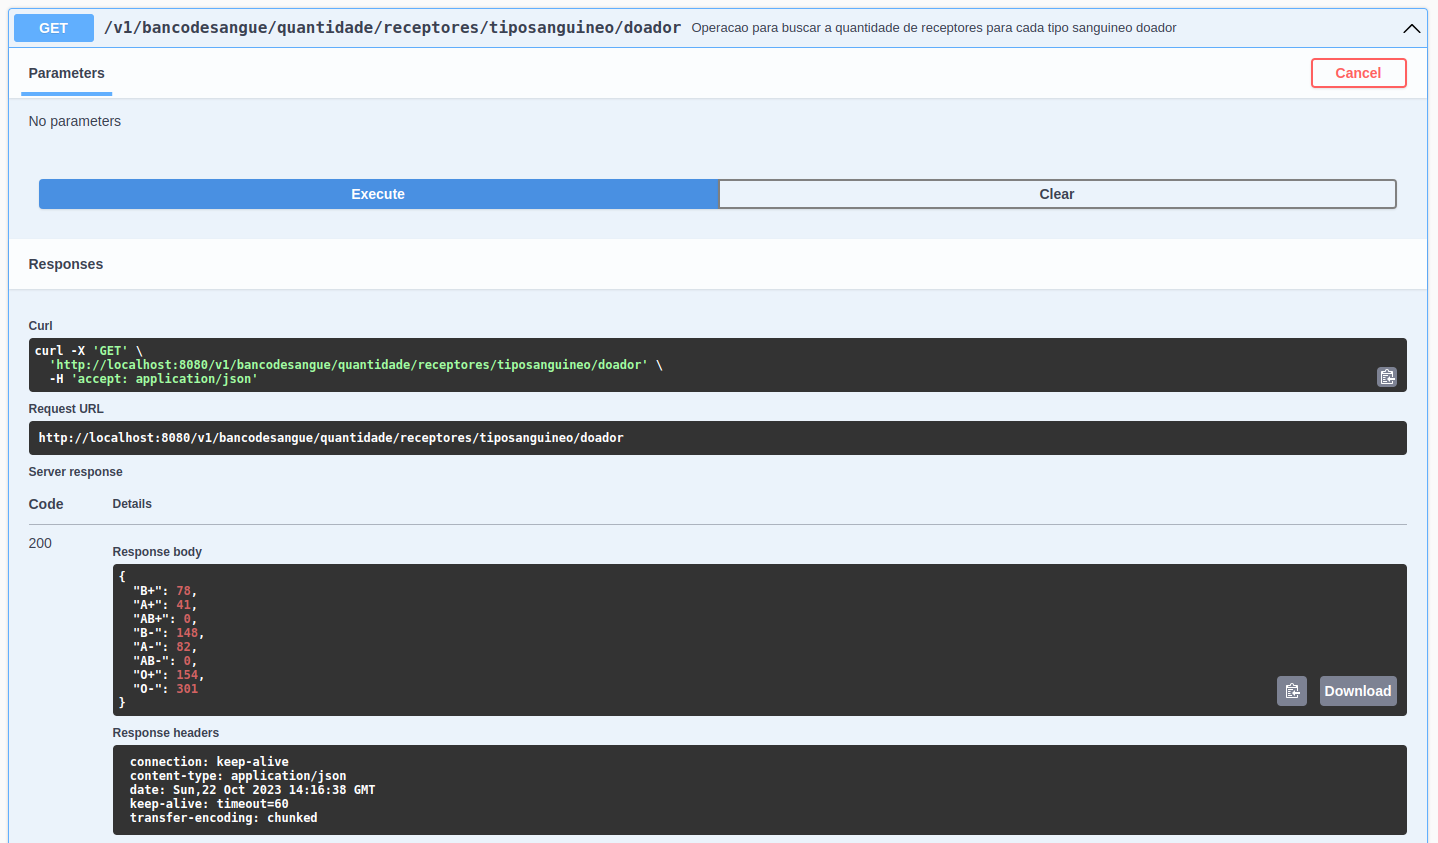 GET /v1/bancodesangue/quantidade/receptores/tiposanguineo/doador Operacao para buscar a quantidade de receptores para cada tipo sanguineo doador
Parameters
Cancel
No parameters
Execute
Clear
Responses
Curl
curl -X 'GET' \
'http://localhost:8080/v1/bancodesangue/quantidade/receptores/tiposanguineo/doador' \
-H 'accept: application/json'
Request URL
http://localhost:8080/v1/bancodesangue/quantidade/receptores/tiposanguineo/doador
Server response
Code Details
200
Response body
{
"B+": 78,
"A+": 41,
"AB+": 0,
"B-": 148,
"A-": 82,
"AB-": 0,
"O+": 154,
"O-": 301
}
Download
Response headers
connection: keep-alive
content-type: application/json
date: Sun,22 Oct 2023 14:16:38 GMT
keep-alive: timeout=60
transfer-encoding: chunked